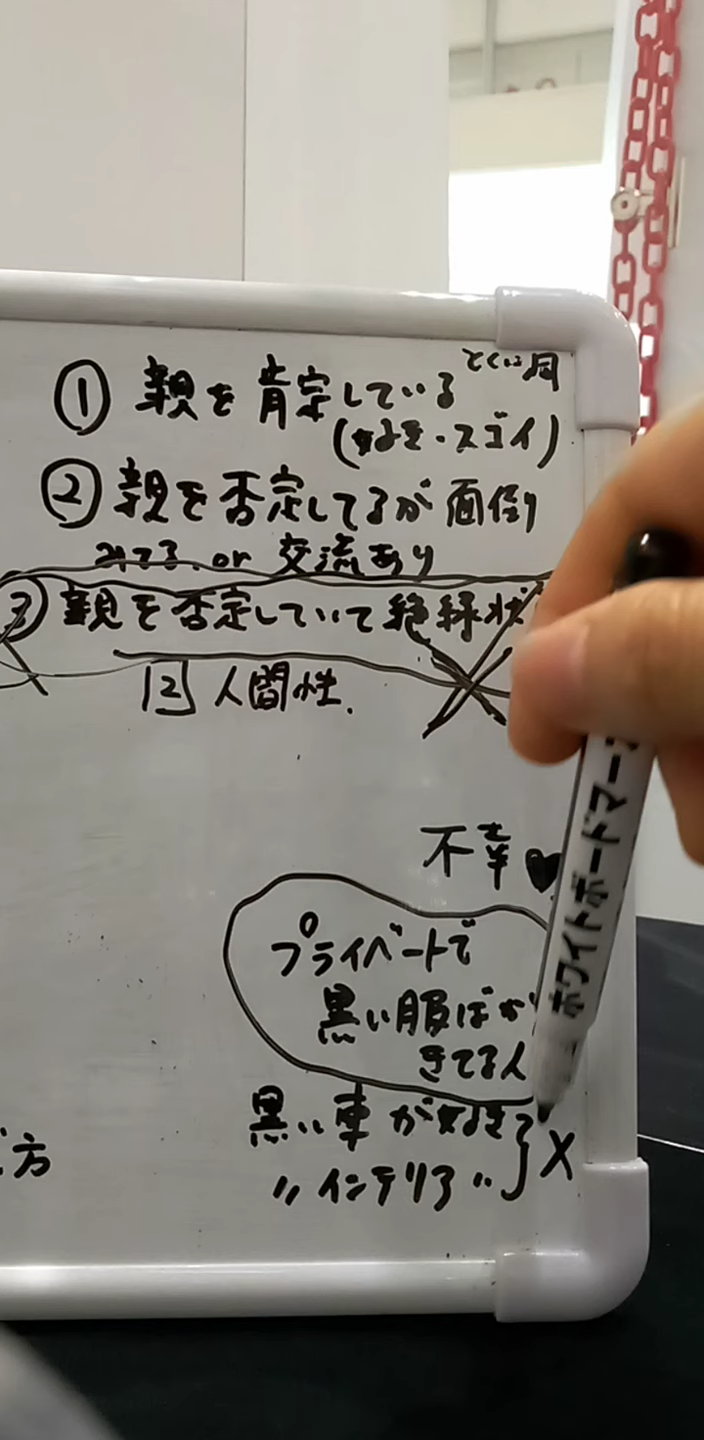 とくに同
① 親を肯定している
(好き・スゴイ)
② 親を否定してるが面倒
みてる. or 交流あり
③ 親を否定していて絶縁状
12 人間性.
不幸♥
プライベートで
黒い服ばか
きてる人
黒い車が好き
〃インテリア〃 } X
方
ホワイトボードマー